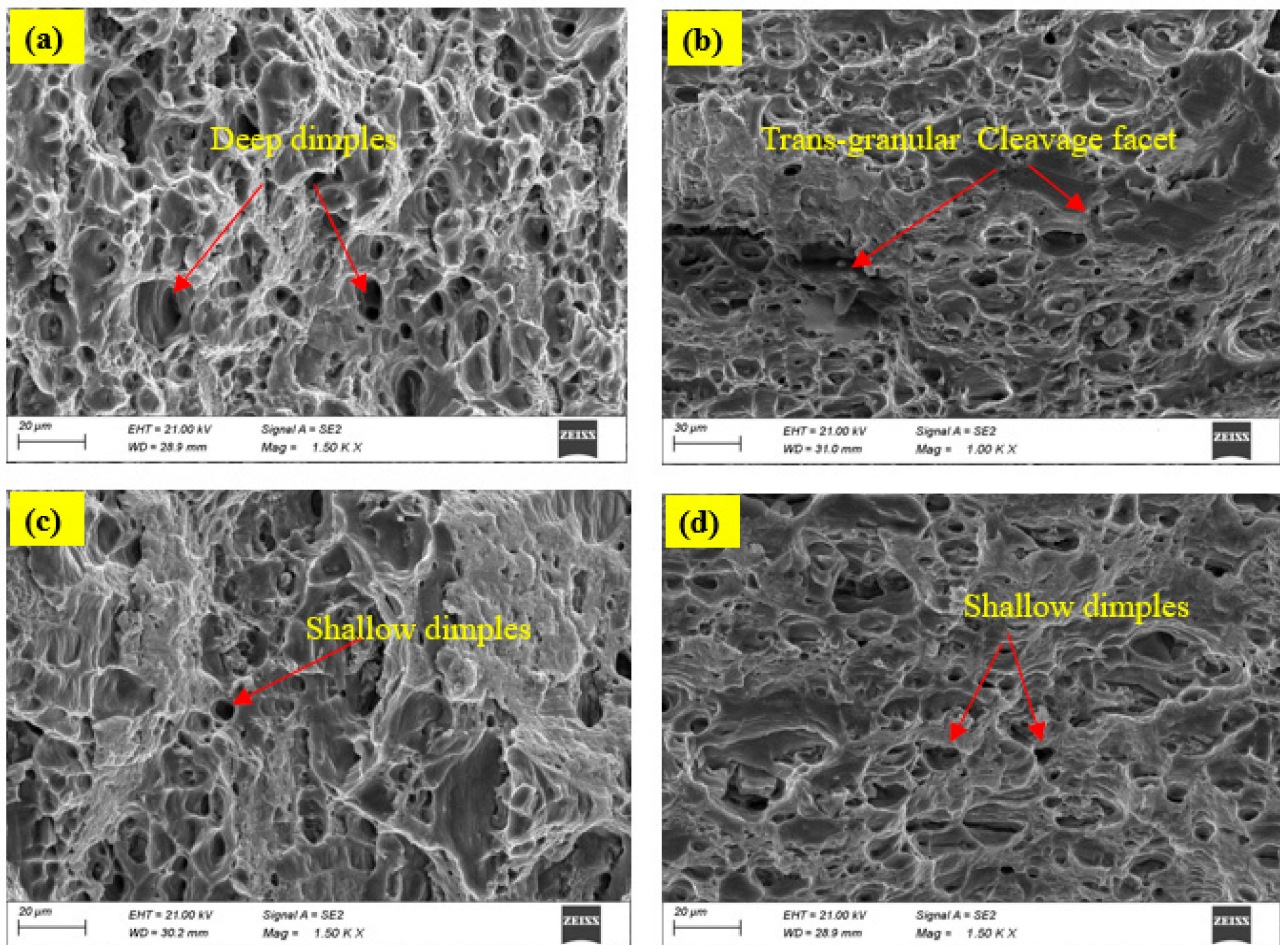 (a)
Deep dimples
20 μm
EHT = 21.00 kV
Signal A = SE2
WD = 28.9 mm
Mag = 1.50 K X
ZEISS
(b)
Trans-granular Cleavage facet
30 μm
EHT = 21.00 kV
Signal A = SE2
WD = 31.0 mm
Mag = 1.00 K X
ZEISS
(c)
Shallow dimples
20 μm
EHT = 21.00 kV
Signal A = SE2
WD = 30.2 mm
Mag = 1.50 K X
ZEISS
(d)
Shallow dimples
20 μm
EHT = 21.00 kV
Signal A = SE2
WD = 28.9 mm
Mag = 1.50 K X
ZEISS